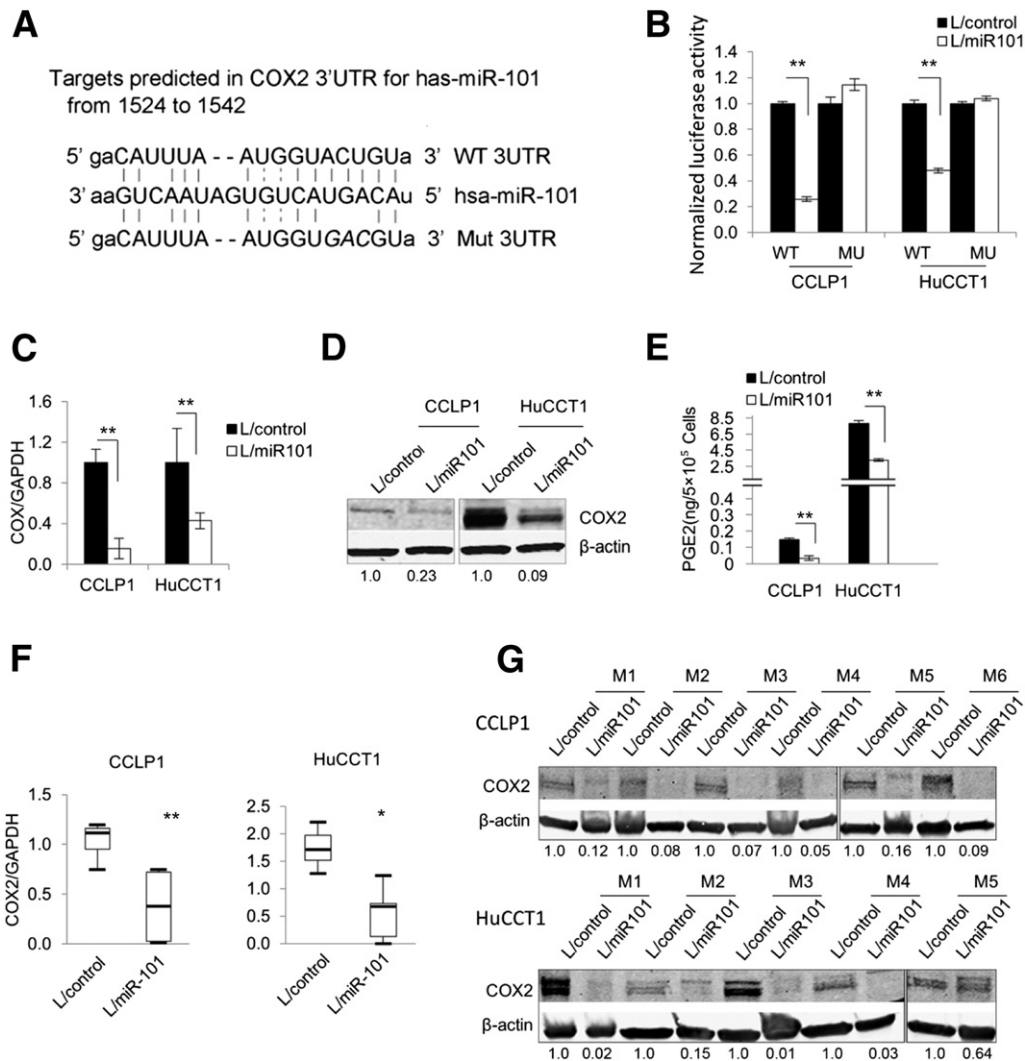 A
Targets predicted in COX2 3'UTR for has-miR-101
from 1524 to 1542
5' gaCAUUUA - - AUGGUACUGUa 3' WT 3UTR
3' aaGUCAAUAGUGUCAUGACAu 5' hsa-miR-101
5' gaCAUUUA - - AUGGUGACGUa 3' Mut 3UTR
B
L/control
L/miR101
Normalized luciferase activity
1.4
1.2
1.0
0.8
0.6
0.4
0.2
0.0
** **
WT MU WT MU
CCLP1 HuCCT1
C
COX/GAPDH
1.6
1.2
0.8
0.4
0.0
** **
L/control
L/miR101
CCLP1 HuCCT1
D
CCLP1 HuCCT1
L/control L/miR101 L/control L/miR101
COX2
β-actin
1.0 0.23 1.0 0.09
E
L/control
L/miR101
PGE2(ng/5×10⁵ Cells
8.5
6.5
4.5
2.5
0.4
0.3
0.2
0.1
0
** **
CCLP1 HuCCT1
F
COX2/GAPDH
CCLP1
1.5
1.0
0.5
0.0
**
L/control L/miR-101
HuCCT1
2.5
2.0
1.5
1.0
0.5
0.0
*
L/control L/miR-101
G
M1 M2 M3 M4 M5 M6
CCLP1
L/control L/miR101 L/control L/miR101 L/control L/miR101 L/control L/miR101 L/control L/miR101 L/control L/miR101
COX2
β-actin
1.0 0.12 1.0 0.08 1.0 0.07 1.0 0.05 1.0 0.16 1.0 0.09
M1 M2 M3 M4 M5
HuCCT1
L/control L/miR101 L/control L/miR101 L/control L/miR101 L/control L/miR101 L/control L/miR101
COX2
β-actin
1.0 0.02 1.0 0.15 1.0 0.01 1.0 0.03 1.0 0.64